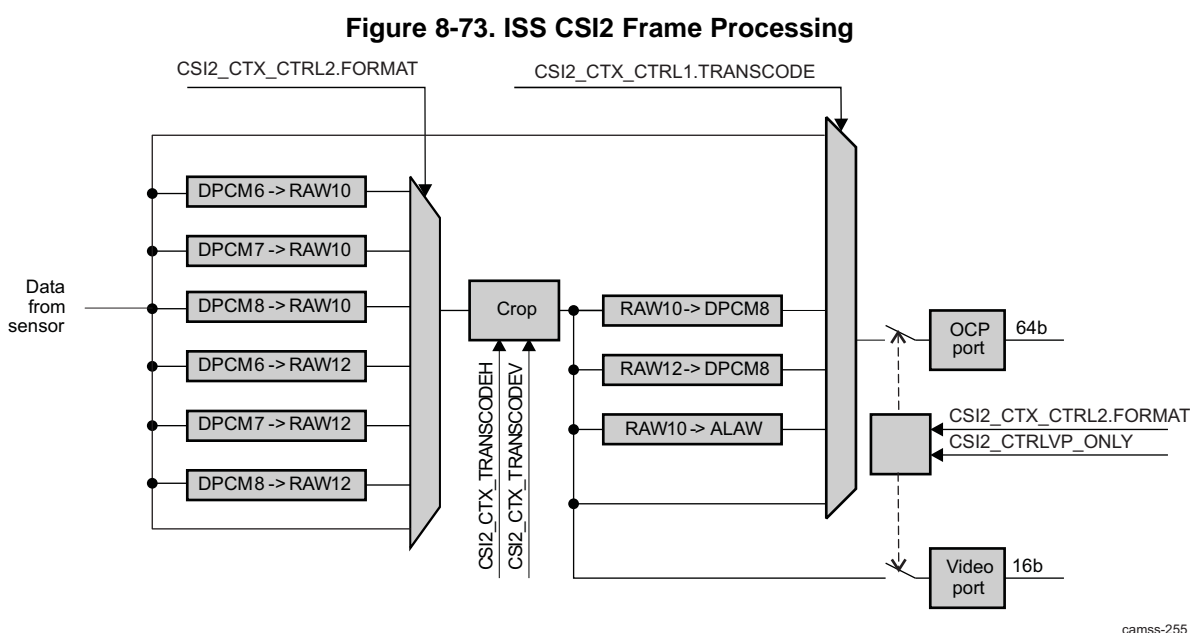 Figure 8-73. ISS CSI2 Frame Processing
CSI2_CTX_CTRL2.FORMAT
CSI2_CTX_CTRL1.TRANSCODE
DPCM6 -> RAW10
DPCM7 -> RAW10
DPCM8 -> RAW10
DPCM6 -> RAW12
DPCM7 -> RAW12
DPCM8 -> RAW12
Data
from
sensor
Crop
CSI2_CTX_TRANSCODEH
CSI2_CTX_TRANSCODEV
RAW10 -> DPCM8
RAW12 -> DPCM8
RAW10 -> ALAW
OCP
port
64b
CSI2_CTX_CTRL2.FORMAT
CSI2_CTRLVP_ONLY
Video
port
16b
camss-255